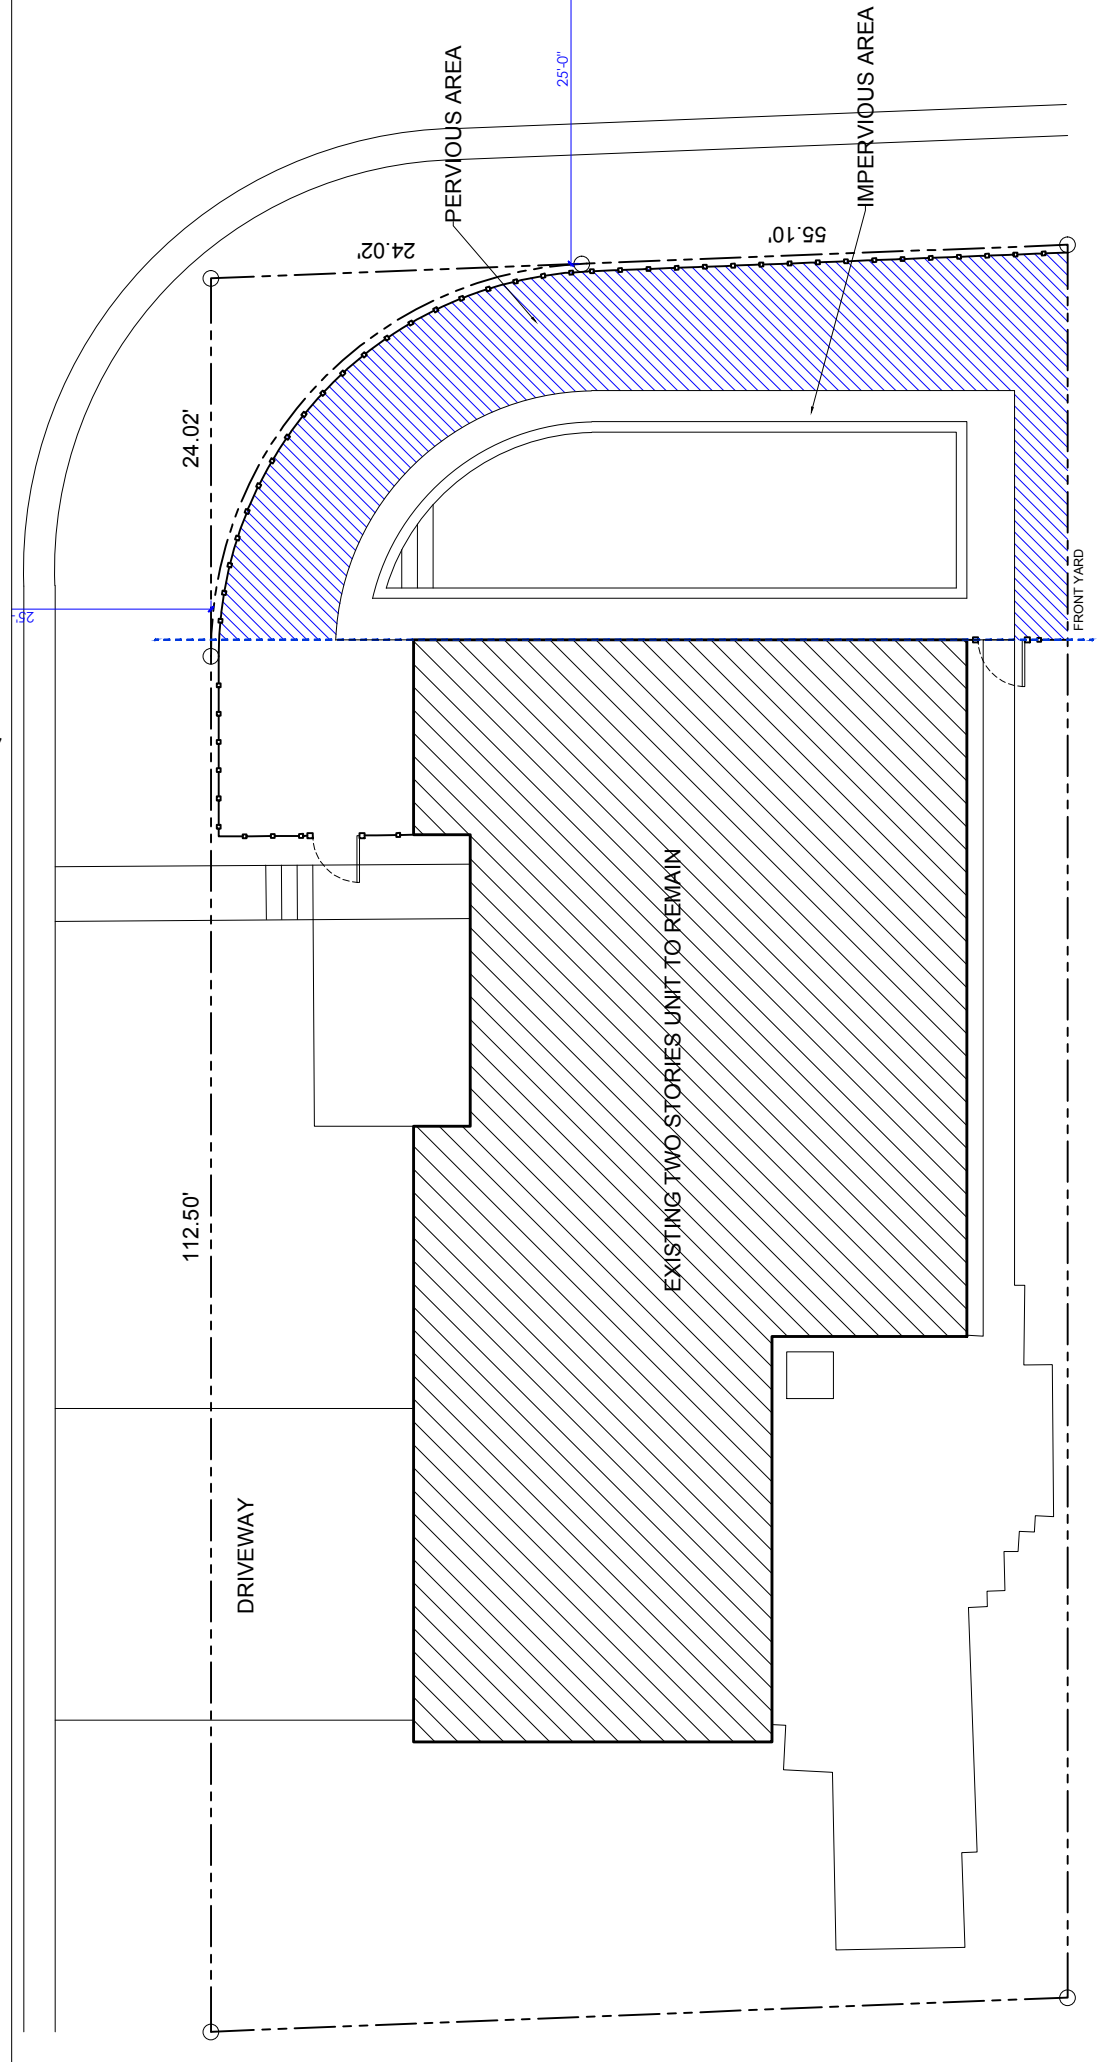 PERVIOUS AREA
25'-0"
IMPERVIOUS AREA
24.02'
55.10'
24.02'
25'-
FRONT YARD
112.50'
EXISTING TWO STORIES UNIT TO REMAIN
DRIVEWAY